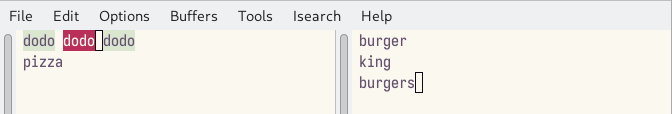 File Edit Options Buffers Tools Isearch Help
dodo dodo dodo
pizza
burger
king
burgers